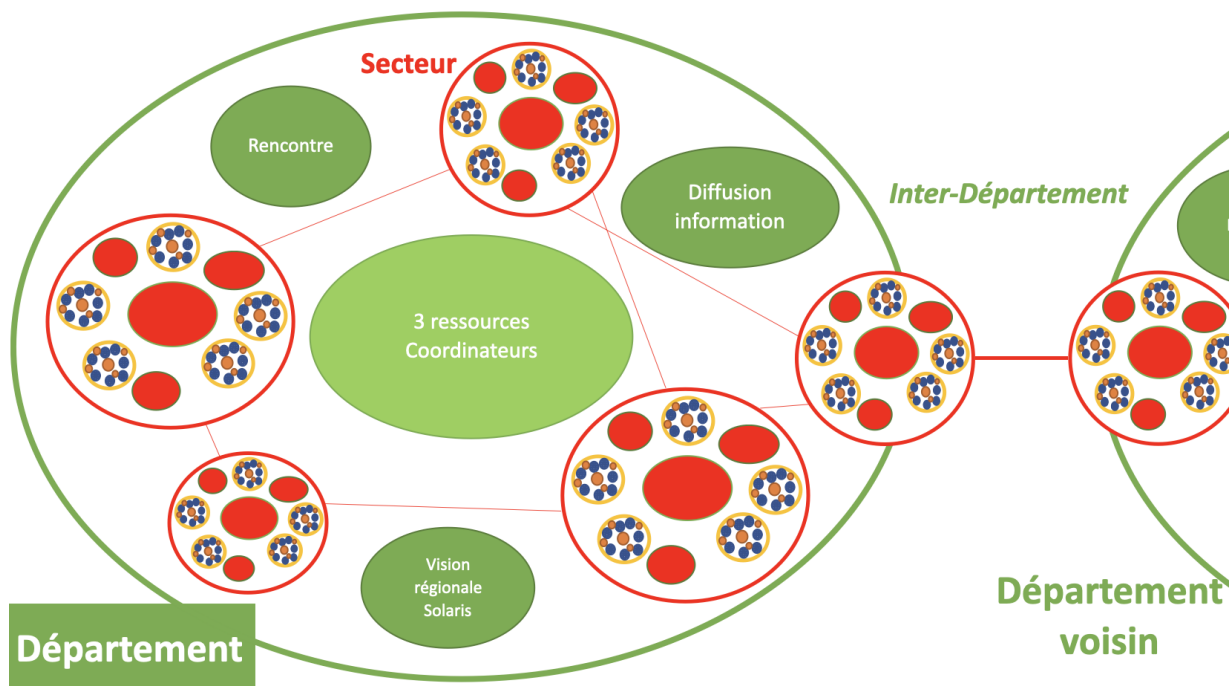 Secteur
Rencontre
Diffusion
information
Inter-Département
3 ressources
Coordinateurs
Vision
régionale
Solaris
Département
Département
voisin